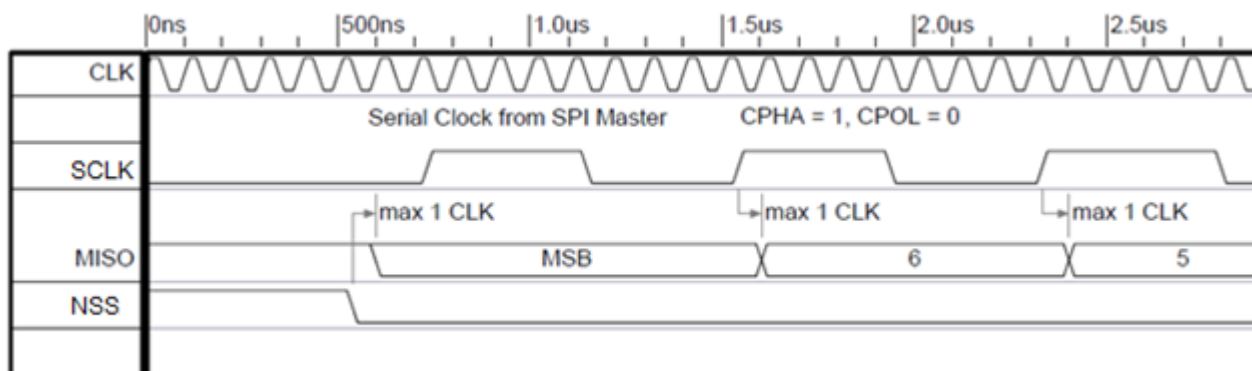 0ns 500ns 1.0us 1.5us 2.0us 2.5us
CLK
Serial Clock from SPI Master CPHA = 1, CPOL = 0
SCLK
max 1 CLK max 1 CLK max 1 CLK
MISO MSB 6 5
NSS